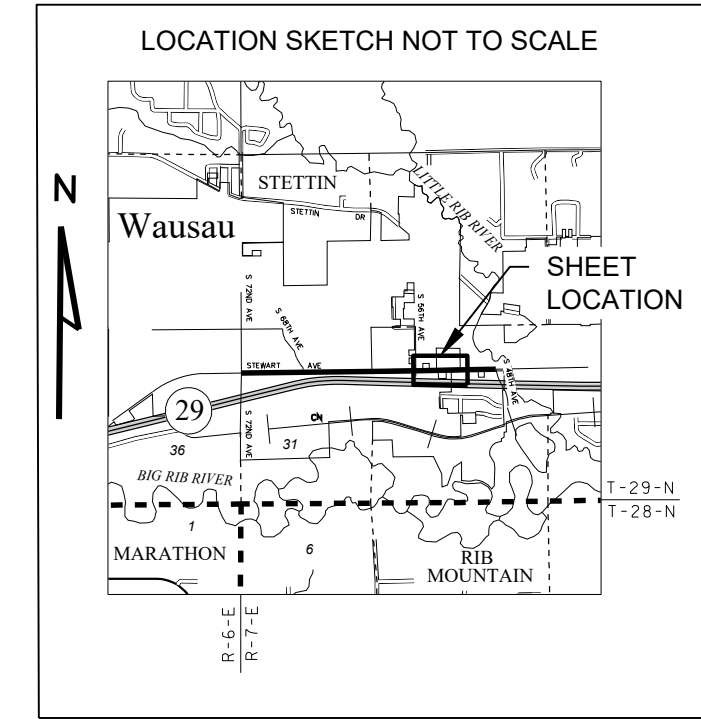 LOCATION SKETCH NOT TO SCALE
N
STETTIN
STETTIN DR
Wausau
LITTLE RIB RIVER
SHEET
LOCATION
S 72ND AVE
S 68TH AVE
S 56TH AVE
STEWART AVE
S 48TH AVE
29
S 72ND AVE
CN
36
31
BIG RIB RIVER
T-29-N
T-28-N
1
6
MARATHON
RIB
MOUNTAIN
R-6-E
R-7-E